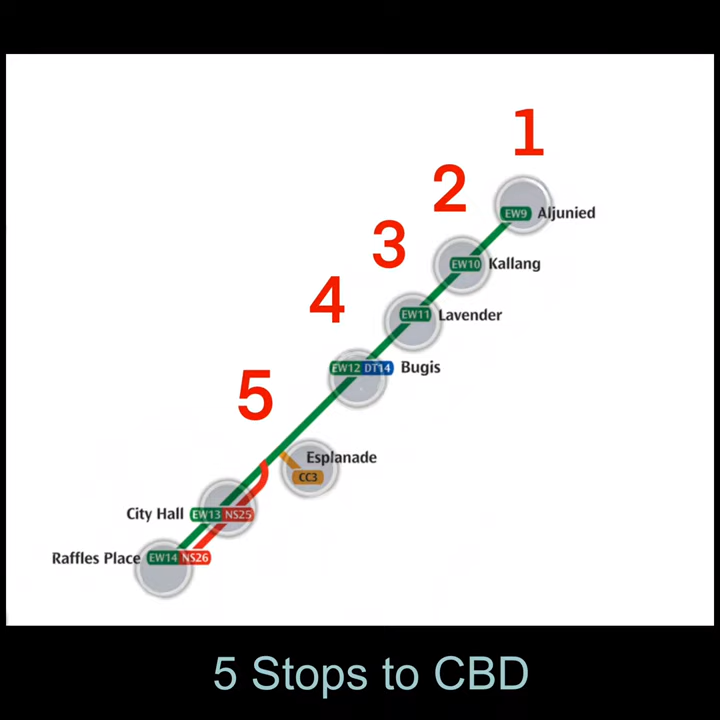 1
2
EW9 Aljunied
3
EW10 Kallang
4
EW11 Lavender
5
EW12 DT14 Bugis
Esplanade
CC3
City Hall EW13 NS25
Raffles Place EW14 NS26
5 Stops to CBD